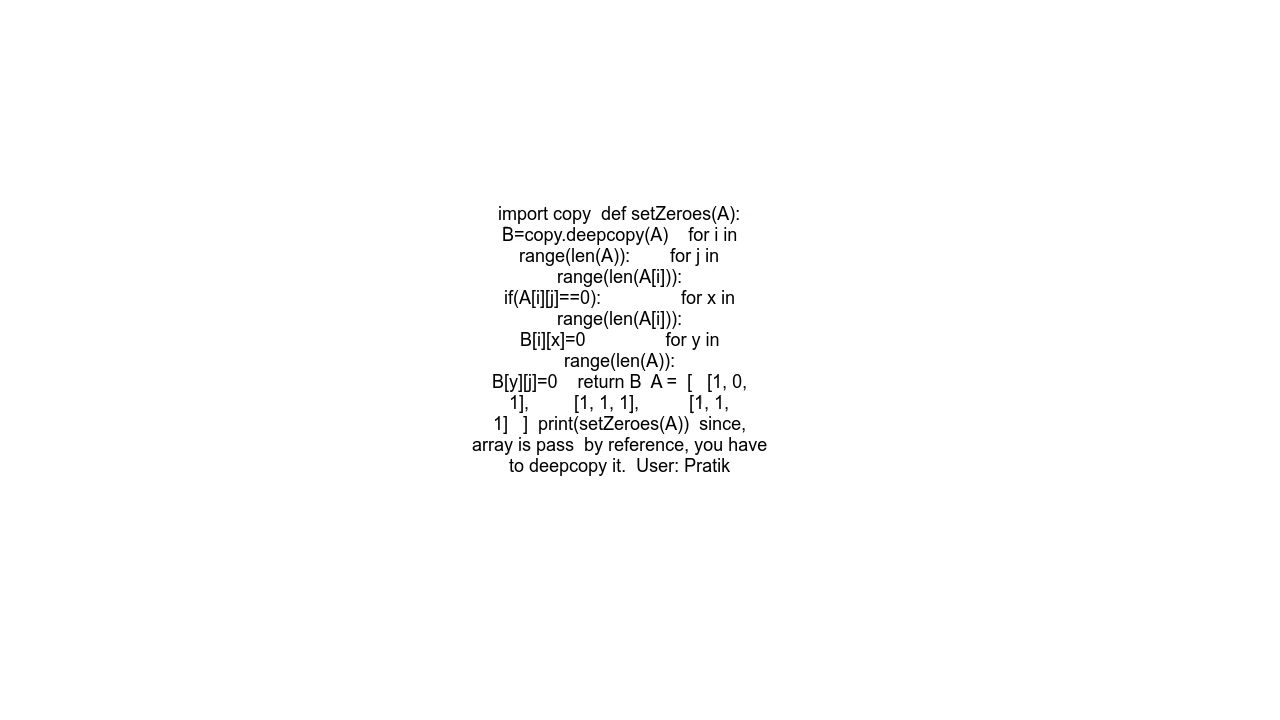 import copy  def setZeroes(A):
B=copy.deepcopy(A)    for i in
range(len(A)):        for j in
range(len(A[i])):
if(A[i][j]==0):                for x in
range(len(A[i])):
B[i][x]=0                for y in
range(len(A)):
B[y][j]=0    return B  A =  [   [1, 0,
1],         [1, 1, 1],          [1, 1,
1]   ]  print(setZeroes(A))  since,
array is pass  by reference, you have
to deepcopy it.  User: Pratik